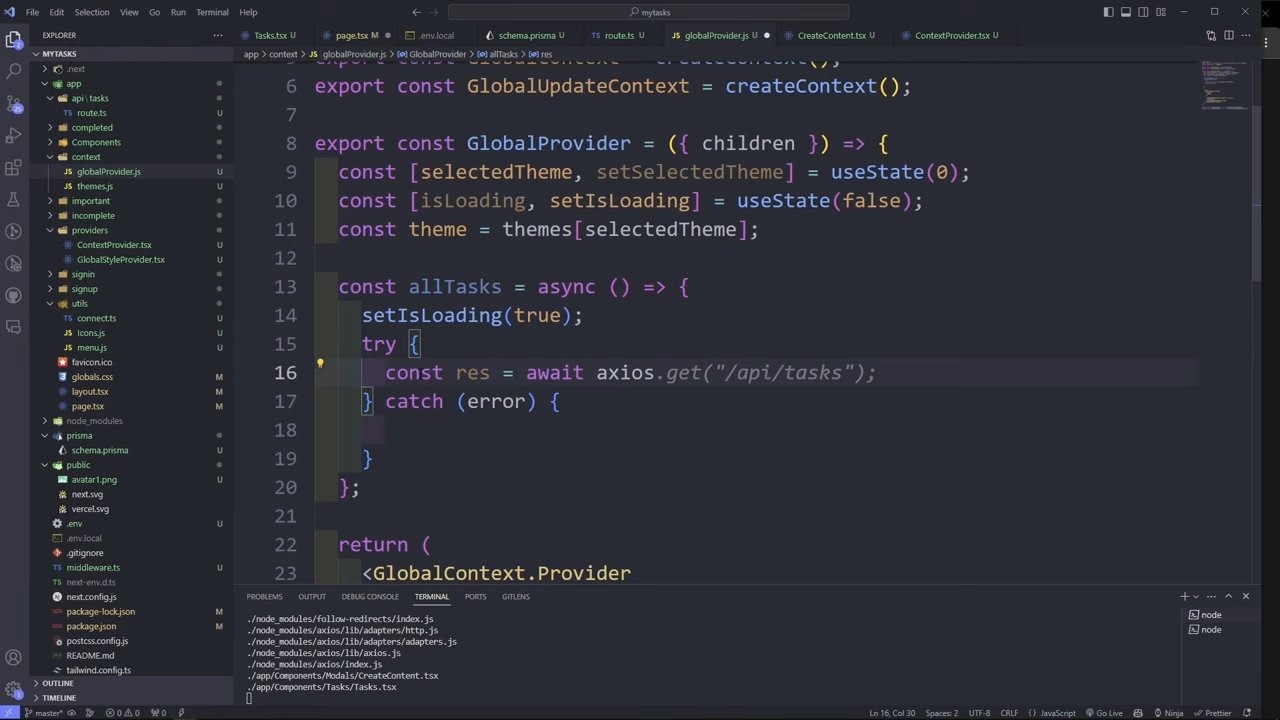 File Edit Selection View Go Run Terminal Help
mytasks
EXPLORER
Tasks.tsx
page.tsx
.env.local
schema.prisma U
route.ts U
globalProvider.js U
CreateContent.tsx U
ContextProvider.tsx U
app > context > globalProvider.js > GlobalProvider > allTasks > res
MYTASKS
.next
app
api \ tasks
route.ts U
completed
Components
context
globalProvider.js U
themes.js U
important
incomplete
providers
ContextProvider.tsx U
GlobalStyleProvider.tsx U
signin
signup
utils
connect.ts U
Icons.js U
menu.js U
favicon.ico U
globals.css U
layout.tsx U
page.tsx U
node_modules
prisma
schema.prisma U
public
avatar1.png U
next.svg
vercel.svg
.env U
.env.local
.gitignore
middleware.ts U
next-env.d.ts
next.config.js
package-lock.json M
package.json M
postcss.config.js
README.md
tailwind.config.ts
OUTLINE
TIMELINE
6 export const GlobalUpdateContext = createContext();
7
8 export const GlobalProvider = ({ children }) => {
9 const [selectedTheme, setSelectedTheme] = useState(0);
10 const [isLoading, setIsLoading] = useState(false);
11 const theme = themes[selectedTheme];
12
13 const allTasks = async () => {
14 setIsLoading(true);
15 try {
16 const res = await axios.get("/api/tasks");
17 } catch (error) {
18
19 }
20 };
21
22 return (
23 <GlobalContext.Provider
PROBLEMS OUTPUT DEBUG CONSOLE TERMINAL PORTS GITLENS
./node_modules/follow-redirects/index.js
./node_modules/axios/lib/adapters/http.js
./node_modules/axios/lib/adapters/adapters.js
./node_modules/axios/lib/axios.js
./node_modules/axios/index.js
./app/Components/Modals/CreateContent.tsx
./app/Components/Tasks/Tasks.tsx
node
node
master* 0 0 0 Ln 16, Col 30 Spaces: 2 UTF-8 CRLF JavaScript Go Live Ninja Prettier